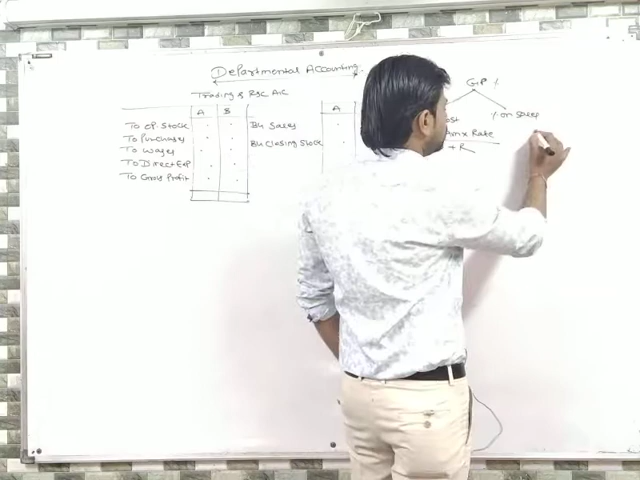 Departmental Accounting:
Trading & P&L A/C
A B A
To OP. Stock By Sales
To Purchases By Closing Stock
To Wages
To Direct Exp
To Gross Profit
G.P %
% on Sales
x Rate
+ R